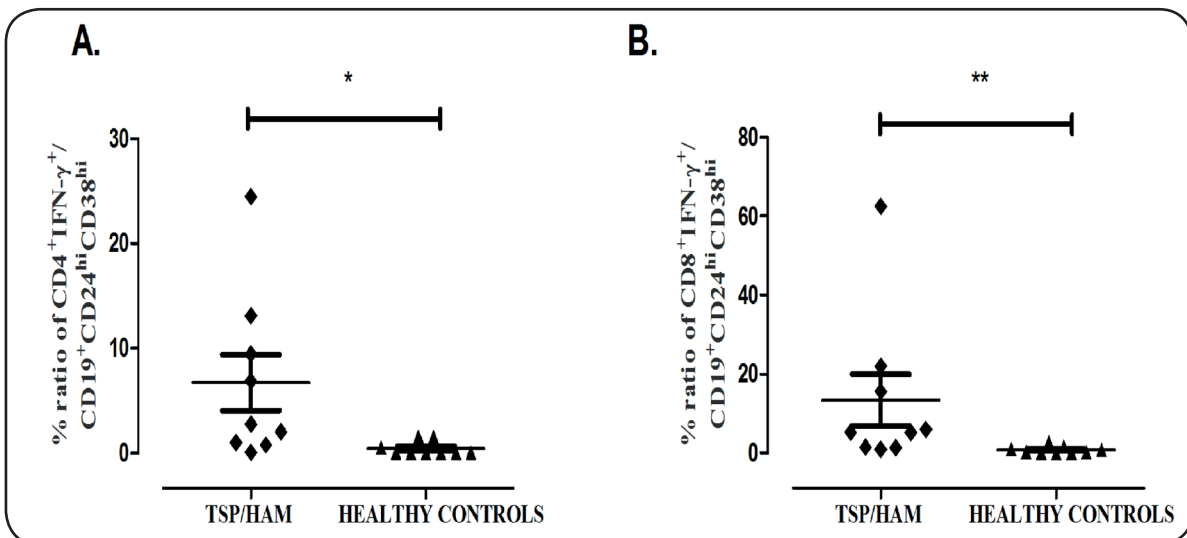 A.
*
% ratio of CD4⁺IFN-γ⁺/
CD19⁺CD24ʰⁱCD38ʰⁱ
30
20
10
0
TSP/HAM
HEALTHY CONTROLS
B.
**
% ratio of CD8⁺IFN-γ⁺/
CD19⁺CD24ʰⁱCD38ʰⁱ
80
60
40
20
0
TSP/HAM
HEALTHY CONTROLS